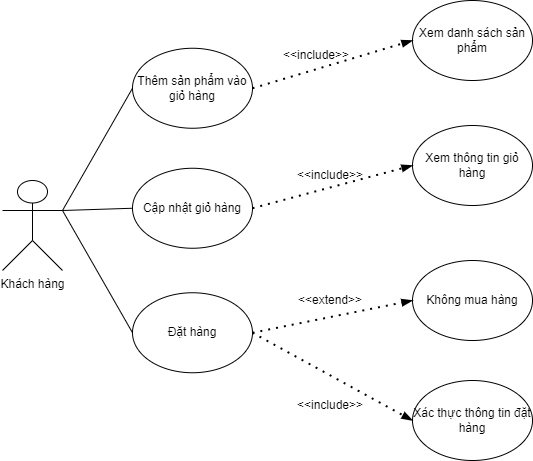 Xem danh sách sản
phẩm
<<include>>
Thêm sản phẩm vào
giỏ hàng
Xem thông tin giỏ
hàng
<<include>>
Cập nhật giỏ hàng
Khách hàng
<<extend>>
Không mua hàng
Đặt hàng
<<include>>
Xác thực thông tin đặt
hàng